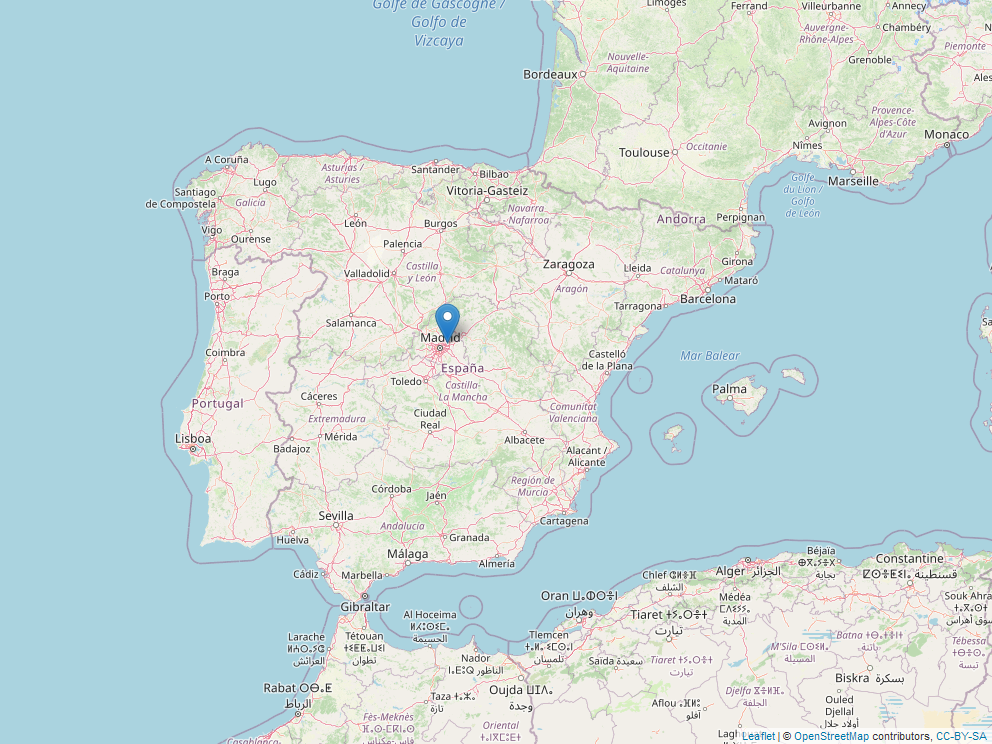 Golfe de Gascogne /
Golfo de
Vizcaya
Limoges
Ferrand
Villeurbanne
Annecy
Chambéry
Auvergne-
Rhône-Alpes
Grenoble
Piemonte
Nouvelle-
Aquitaine
Bordeaux
Provence-
Alpes-Côte
d'Azur
Avignon
Monaco
Nîmes
Toulouse
Occitanie
Marseille
Golfe
du Lion /
Golfo
de León
A Coruña
Lugo
Asturias /
Asturies
Santander
Bilbao
Vitoria-Gasteiz
Santiago
de Compostela
Galicia
León
Burgos
Navarra -
Nafarroa
Andorra
Perpignan
Vigo
Ourense
Palencia
Valladolid
Castilla
y León
Zaragoza
Aragón
Lleida
Catalunya
Girona
Mataró
Barcelona
Tarragona
Braga
Porto
Salamanca
Madrid
España
Coimbra
Castelló
de la Plana
Mar Balear
Toledo
Castilla-
La Mancha
Palma
Portugal
Cáceres
Extremadura
Ciudad
Real
Comunitat
Valenciana
Lisboa
Mérida
Badajoz
Albacete
Alacant /
Alicante
Región de
Murcia
Córdoba
Jaén
Sevilla
Andalucía
Cartagena
Huelva
Granada
Málaga
Almería
Cádiz
Marbella
Gibraltar
Béjaïa
ⴱⴳⴰⵢⴻⵜ
بجاية
Constantine
قسنطينة
Alger
الجزائر
Chlef
الشلف
Oran
وهران
Médéa
المدية
Souk Ahra
سوق أهراس
Al Hoceima
الحسيمة
Tiaret
تيارت
Larache
العرائش
Tétouan
تطوان
Tlemcen
تلمسان
Saïda سعيدة
Tiaret
تيارت
M'Sila
المسيلة
Batna
باتنة
Tébessa
تبسة
Nador
الناظور
Biskra
بسكرة
Rabat
الرباط
Taza
تازة
Oujda
وجدة
Djelfa
الجلفة
Aflou
أفلو
Ouled
Djellal
أولاد جلال
Fès-Meknès
فاس-مكناس
Oriental
Casablanca
Leaflet | © OpenStreetMap contributors, CC-BY-SA